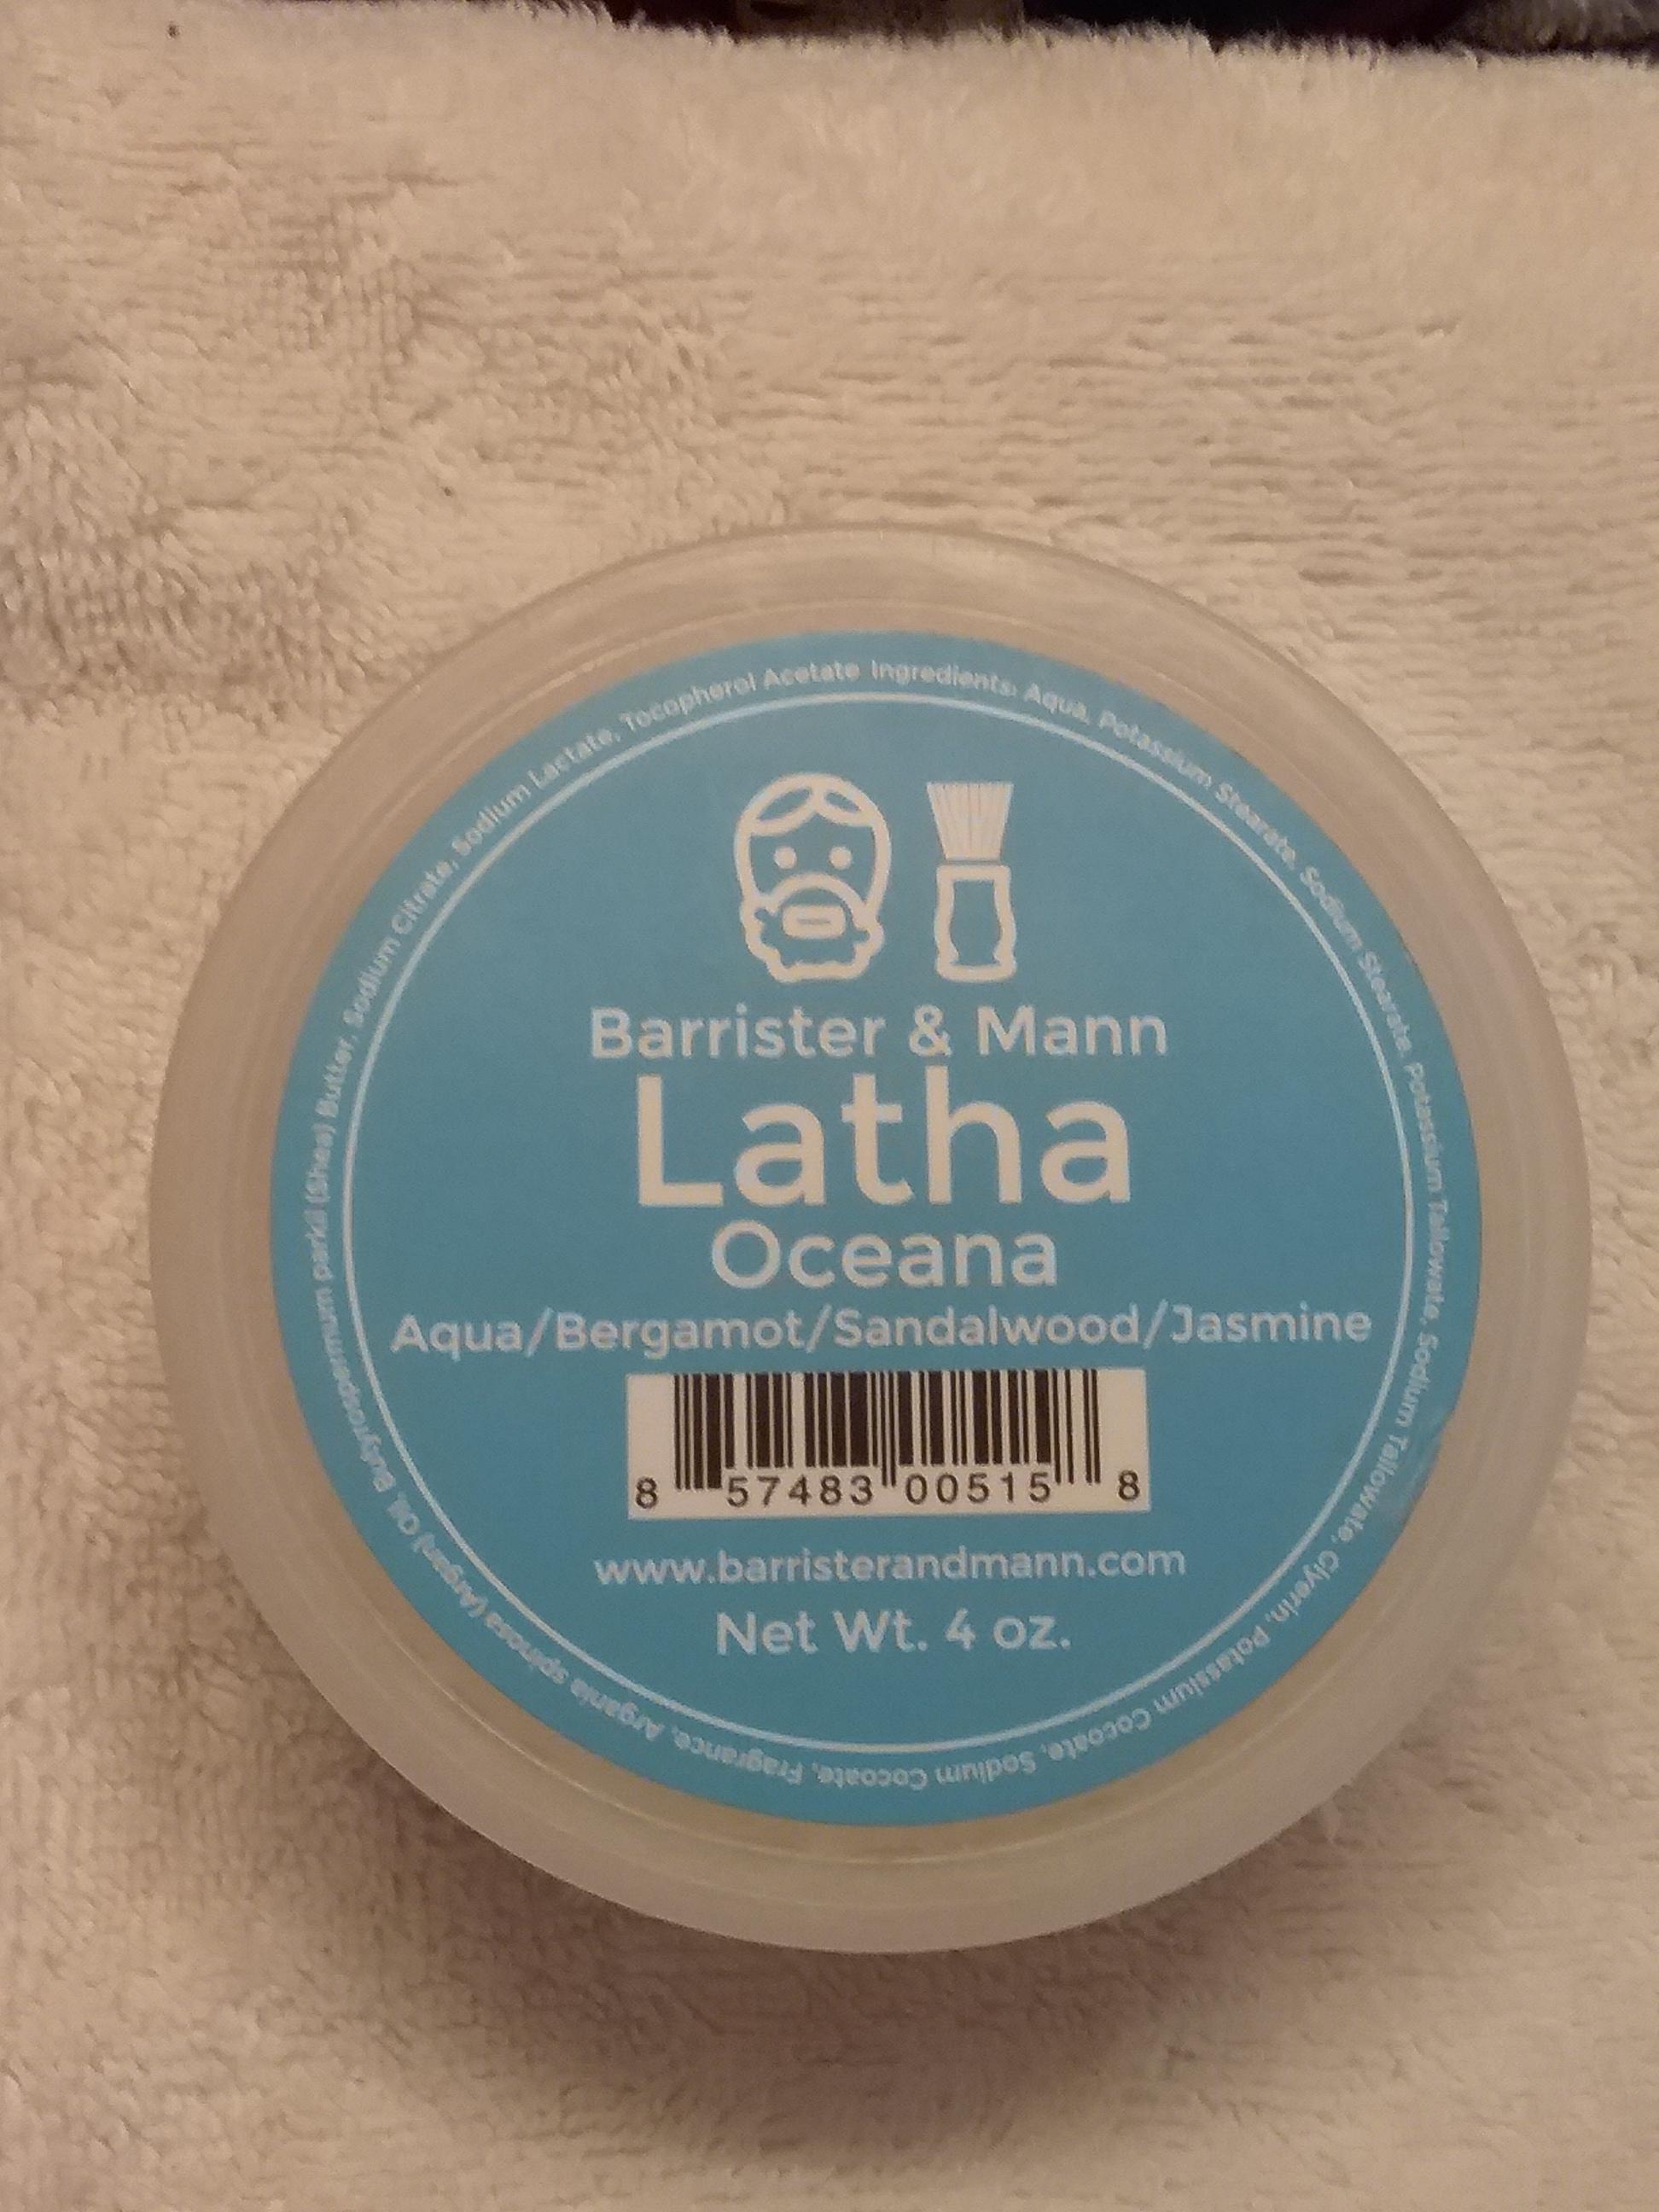 Ingredients: Aqua, Potassium Stearate, Sodium Stearate, Potassium Tallowate, Sodium Tallowate, Glyerin, Potassium Cocoate, Sodium Cocoate, Fragrance, Argania spinosa (Argan) Oil, Butyrospermum parkii (Shea) Butter, Sodium Citrate, Sodium Lactate, Tocopherol Acetate
Barrister & Mann
Latha
Oceana
Aqua/Bergamot/Sandalwood/Jasmine
8 57483 00515 8
www.barristerandmann.com
Net Wt. 4 oz.